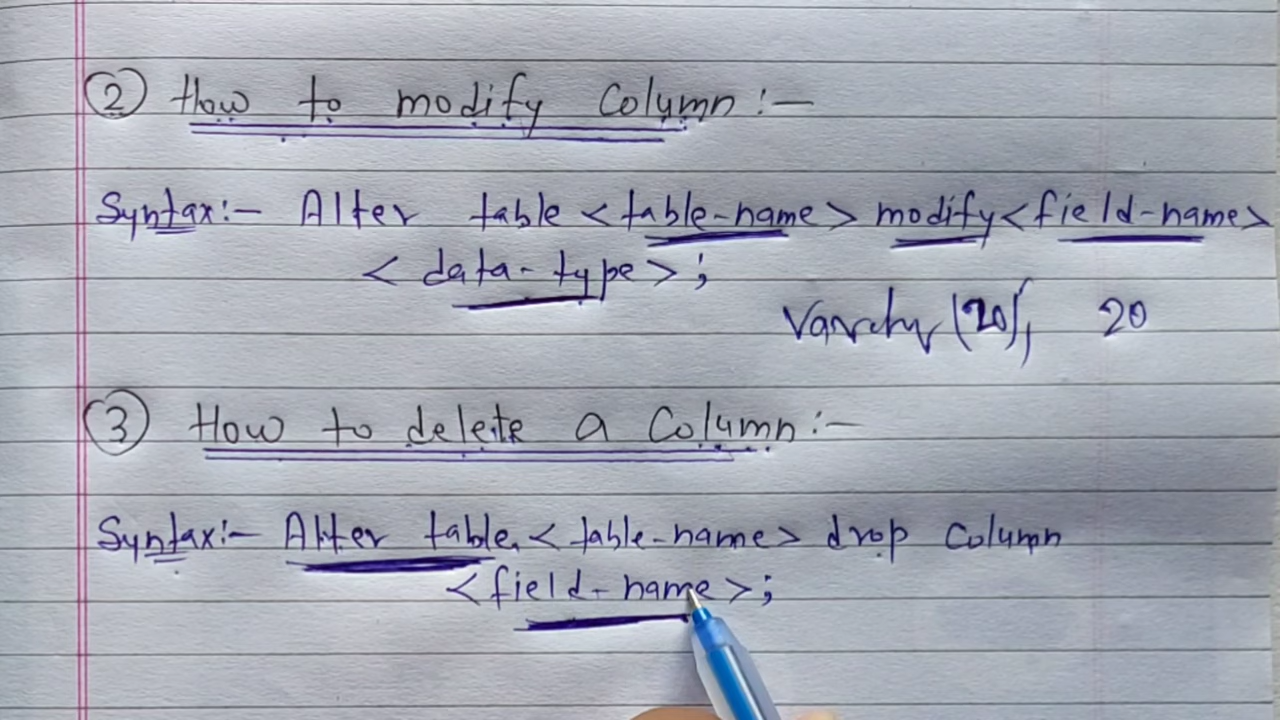 ② How to modify Column :-
Syntax:- Alter table <table-name> modify <field-name>
<data-type>;
Varchar(20), 20
③ How to delete a Column :-
Syntax:- Alter table <table-name> drop Column
<field-name>;